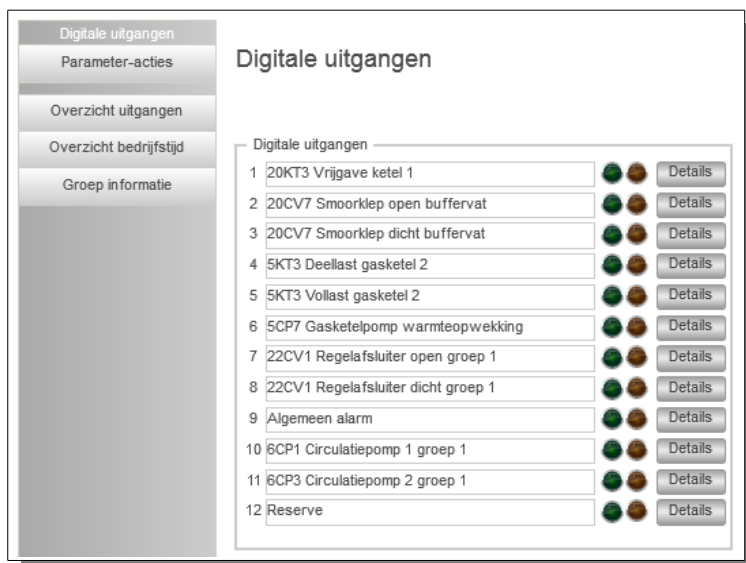 Digitale uitgangen
Parameter-acties
Overzicht uitgangen
Overzicht bedrijfstijd
Groep informatie
Digitale uitgangen
Digitale uitgangen
1 20KT3 Vrijgave ketel 1 Details
2 20CV7 Smoorklep open buffervat Details
3 20CV7 Smoorklep dicht buffervat Details
4 5KT3 Deellast gasketel 2 Details
5 5KT3 Vollast gasketel 2 Details
6 5CP7 Gasketelpomp warmteopwekking Details
7 22CV1 Regelafsluiter open groep 1 Details
8 22CV1 Regelafsluiter dicht groep 1 Details
9 Algemeen alarm Details
10 6CP1 Circulatiepomp 1 groep 1 Details
11 6CP3 Circulatiepomp 2 groep 1 Details
12 Reserve Details